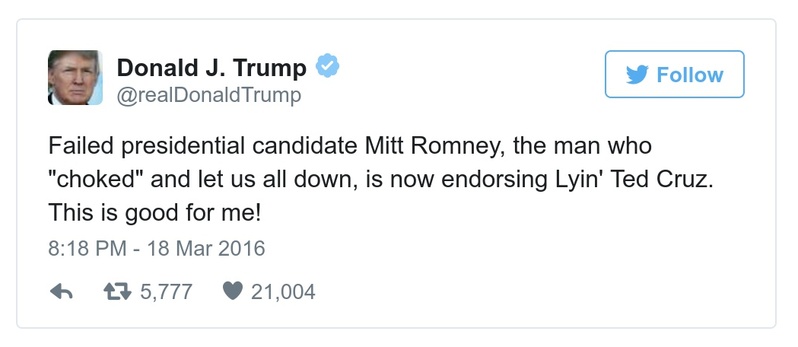 Donald J. Trump
@realDonaldTrump
Follow
Failed presidential candidate Mitt Romney, the man who
"choked" and let us all down, is now endorsing Lyin' Ted Cruz.
This is good for me!
8:18 PM - 18 Mar 2016
5,777 21,004